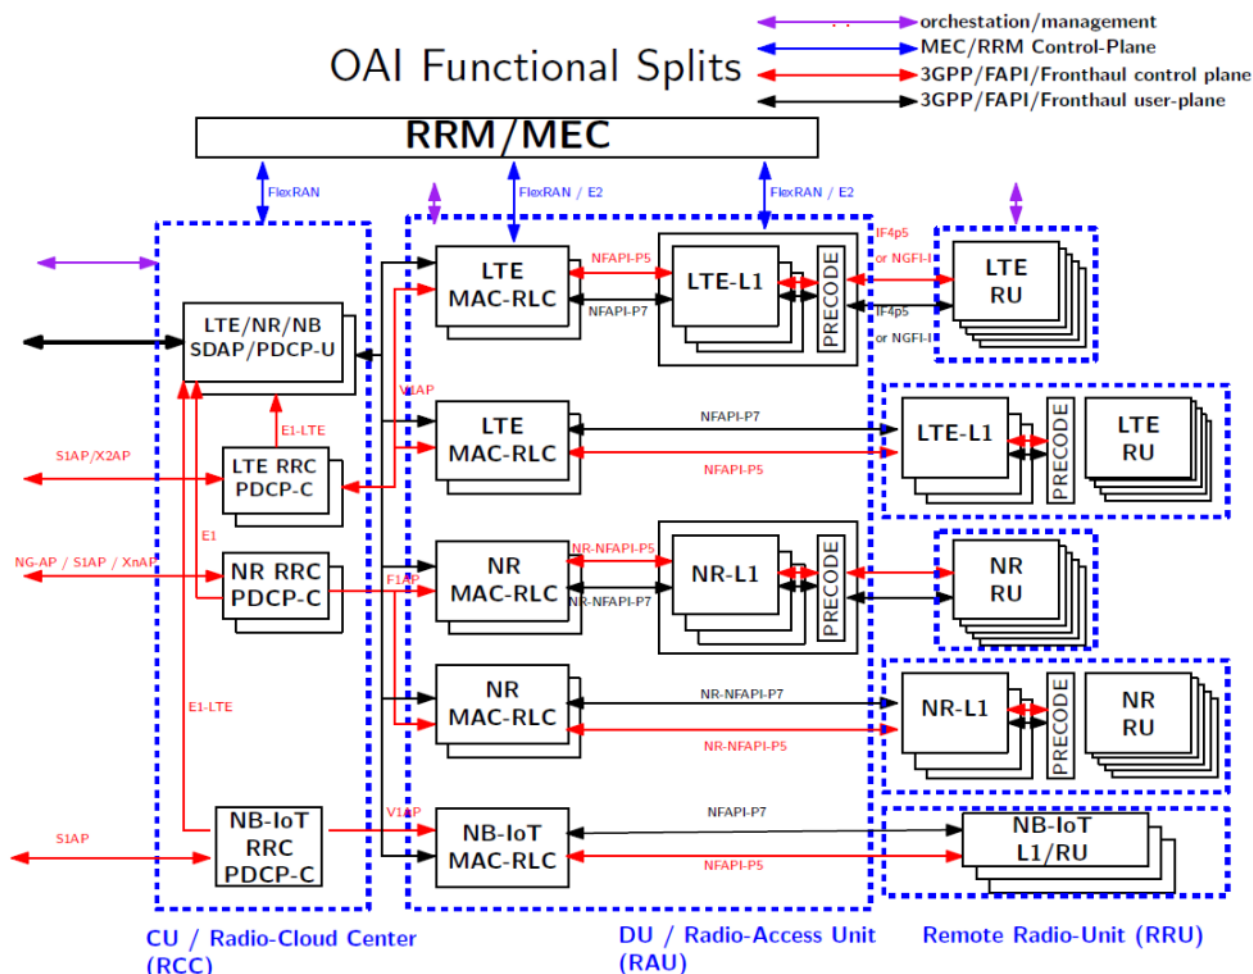 orchestation/management
MEC/RRM Control-Plane
OAI Functional Splits
3GPP/FAPI/Fronthaul control plane
3GPP/FAPI/Fronthaul user-plane
RRM/MEC
FlexRAN
FlexRAN / E2
FlexRAN / E2
LTE/NR/NB
SDAP/PDCP-U
E1-LTE
S1AP/X2AP
LTE RRC
PDCP-C
E1
NG-AP / S1AP / XnAP
NR RRC
PDCP-C
E1-LTE
S1AP
NB-IoT
RRC
PDCP-C
V1AP
F1AP
V1AP
LTE
MAC-RLC
NFAPI-P5
NFAPI-P7
LTE-L1
PRECODE
IF4p5
or NGFI-I
IF4p5
or NGFI-I
LTE
RU
LTE
MAC-RLC
NFAPI-P7
NFAPI-P5
LTE-L1
PRECODE
LTE
RU
NR
MAC-RLC
NR-NFAPI-P5
NR-NFAPI-P7
NR-L1
PRECODE
NR
RU
NR
MAC-RLC
NR-NFAPI-P7
NR-NFAPI-P5
NR-L1
PRECODE
NR
RU
NB-IoT
MAC-RLC
NFAPI-P7
NFAPI-P5
NB-IoT
L1/RU
CU / Radio-Cloud Center
(RCC)
DU / Radio-Access Unit
(RAU)
Remote Radio-Unit (RRU)